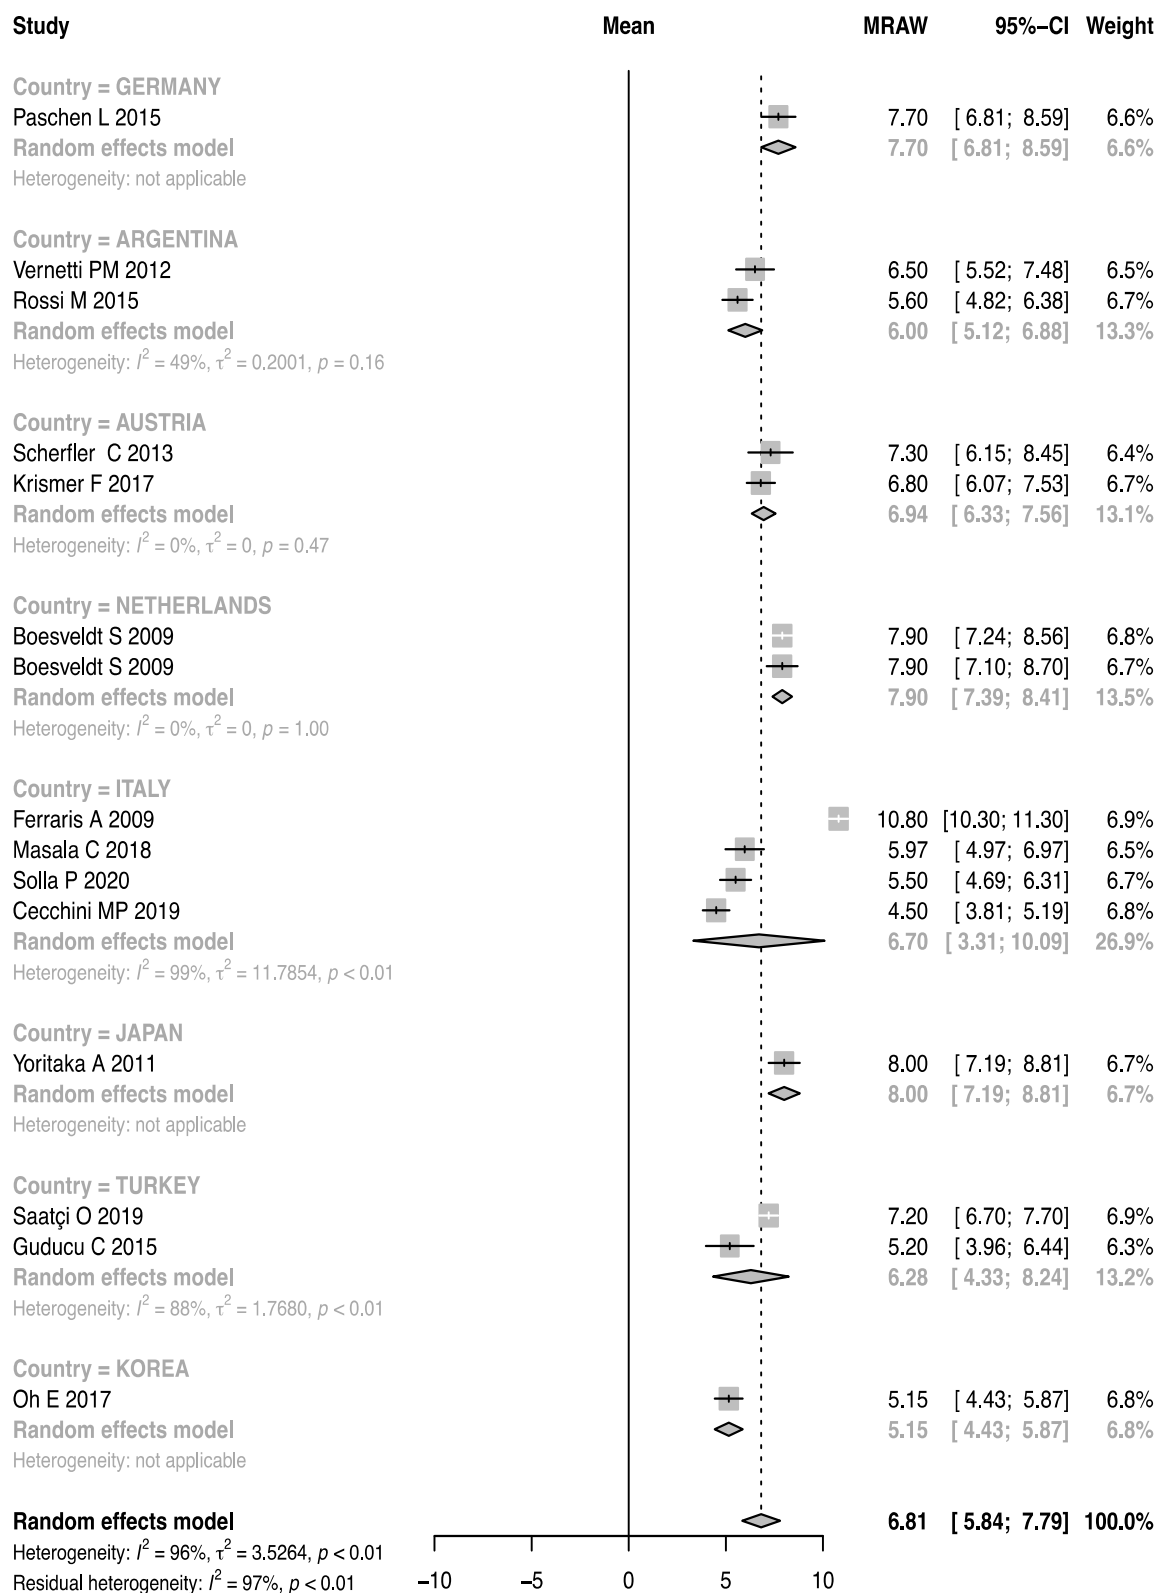 Study Mean MRAW 95%–CI Weight
Country = GERMANY
Paschen L 2015 7.70 [ 6.81; 8.59] 6.6%
Random effects model 7.70 [ 6.81; 8.59] 6.6%
Heterogeneity: not applicable
Country = ARGENTINA
Vernetti PM 2012 6.50 [ 5.52; 7.48] 6.5%
Rossi M 2015 5.60 [ 4.82; 6.38] 6.7%
Random effects model 6.00 [ 5.12; 6.88] 13.3%
Heterogeneity: I² = 49%, τ² = 0.2001, p = 0.16
Country = AUSTRIA
Scherfler C 2013 7.30 [ 6.15; 8.45] 6.4%
Krismer F 2017 6.80 [ 6.07; 7.53] 6.7%
Random effects model 6.94 [ 6.33; 7.56] 13.1%
Heterogeneity: I² = 0%, τ² = 0, p = 0.47
Country = NETHERLANDS
Boesveldt S 2009 7.90 [ 7.24; 8.56] 6.8%
Boesveldt S 2009 7.90 [ 7.10; 8.70] 6.7%
Random effects model 7.90 [ 7.39; 8.41] 13.5%
Heterogeneity: I² = 0%, τ² = 0, p = 1.00
Country = ITALY
Ferraris A 2009 10.80 [10.30; 11.30] 6.9%
Masala C 2018 5.97 [ 4.97; 6.97] 6.5%
Solla P 2020 5.50 [ 4.69; 6.31] 6.7%
Cecchini MP 2019 4.50 [ 3.81; 5.19] 6.8%
Random effects model 6.70 [ 3.31; 10.09] 26.9%
Heterogeneity: I² = 99%, τ² = 11.7854, p < 0.01
Country = JAPAN
Yoritaka A 2011 8.00 [ 7.19; 8.81] 6.7%
Random effects model 8.00 [ 7.19; 8.81] 6.7%
Heterogeneity: not applicable
Country = TURKEY
Saatçi O 2019 7.20 [ 6.70; 7.70] 6.9%
Guducu C 2015 5.20 [ 3.96; 6.44] 6.3%
Random effects model 6.28 [ 4.33; 8.24] 13.2%
Heterogeneity: I² = 88%, τ² = 1.7680, p < 0.01
Country = KOREA
Oh E 2017 5.15 [ 4.43; 5.87] 6.8%
Random effects model 5.15 [ 4.43; 5.87] 6.8%
Heterogeneity: not applicable
Random effects model 6.81 [ 5.84; 7.79] 100.0%
Heterogeneity: I² = 96%, τ² = 3.5264, p < 0.01
Residual heterogeneity: I² = 97%, p < 0.01
–10 –5 0 5 10